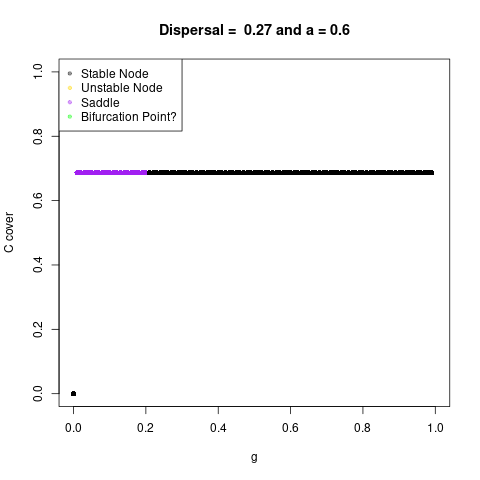 Dispersal =  0.27 and a = 0.6
Stable Node
Unstable Node
Saddle
Bifurcation Point?
C cover
1.0
0.8
0.6
0.4
0.2
0.0
0.0 0.2 0.4 0.6 0.8 1.0
g